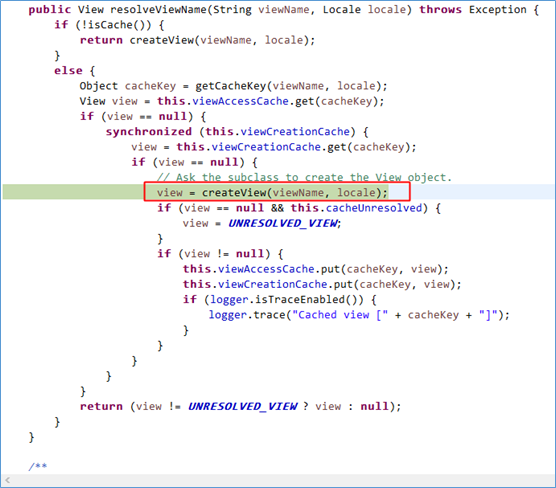 public View resolveViewName(String viewName, Locale locale) throws Exception {
if (!isCache()) {
return createView(viewName, locale);
}
else {
Object cacheKey = getCacheKey(viewName, locale);
View view = this.viewAccessCache.get(cacheKey);
if (view == null) {
synchronized (this.viewCreationCache) {
view = this.viewCreationCache.get(cacheKey);
if (view == null) {
// Ask the subclass to create the View object.
view = createView(viewName, locale);
if (view == null && this.cacheUnresolved) {
view = UNRESOLVED_VIEW;
}
if (view != null) {
this.viewAccessCache.put(cacheKey, view);
this.viewCreationCache.put(cacheKey, view);
if (logger.isTraceEnabled()) {
logger.trace("Cached view [" + cacheKey + "]");
}
}
}
}
}
return (view != UNRESOLVED_VIEW ? view : null);
}
}
/**